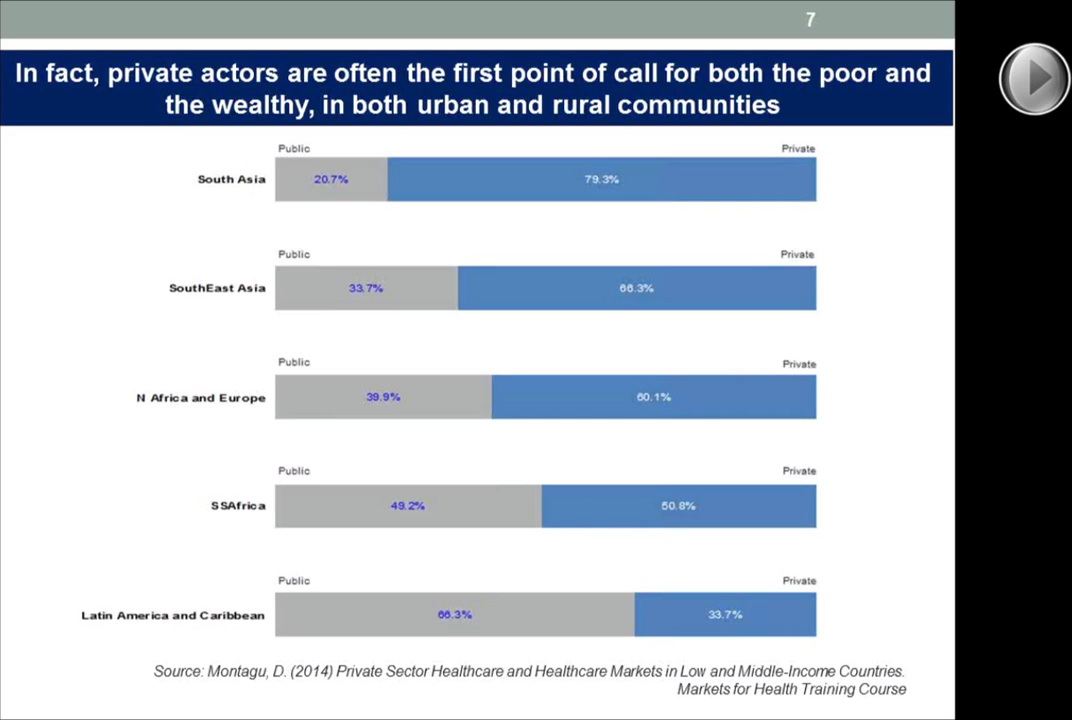 7
In fact, private actors are often the first point of call for both the poor and
the wealthy, in both urban and rural communities
Public Private
South Asia 20.7% 79.3%
Public Private
SouthEast Asia 33.7% 66.3%
Public Private
N Africa and Europe 39.9% 60.1%
Public Private
SSAfrica 49.2% 50.8%
Public Private
Latin America and Caribbean 66.3% 33.7%
Source: Montagu, D. (2014) Private Sector Healthcare and Healthcare Markets in Low and Middle-Income Countries.
Markets for Health Training Course